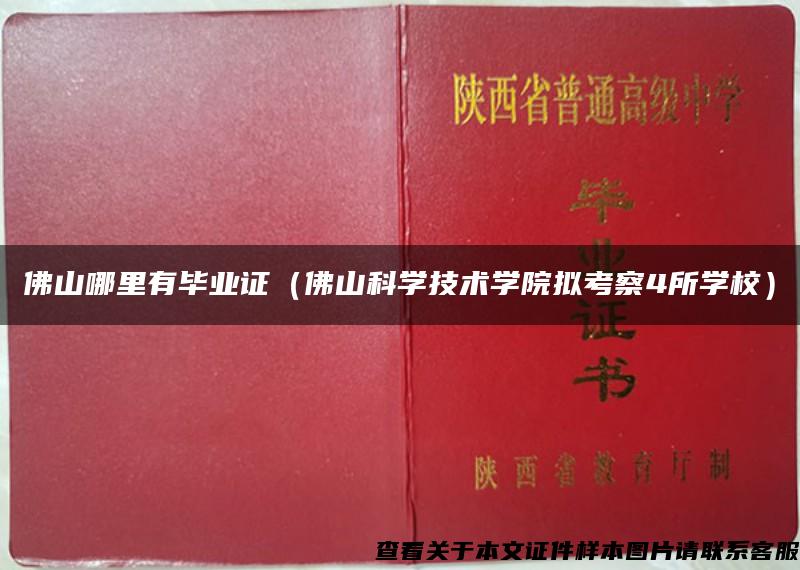 陕西省普通高级中学
毕业证书
佛山哪里有毕业证（佛山科学技术学院拟考察4所学校）
陕西省教育厅制
查看关于本文证件样本图片请联系客服